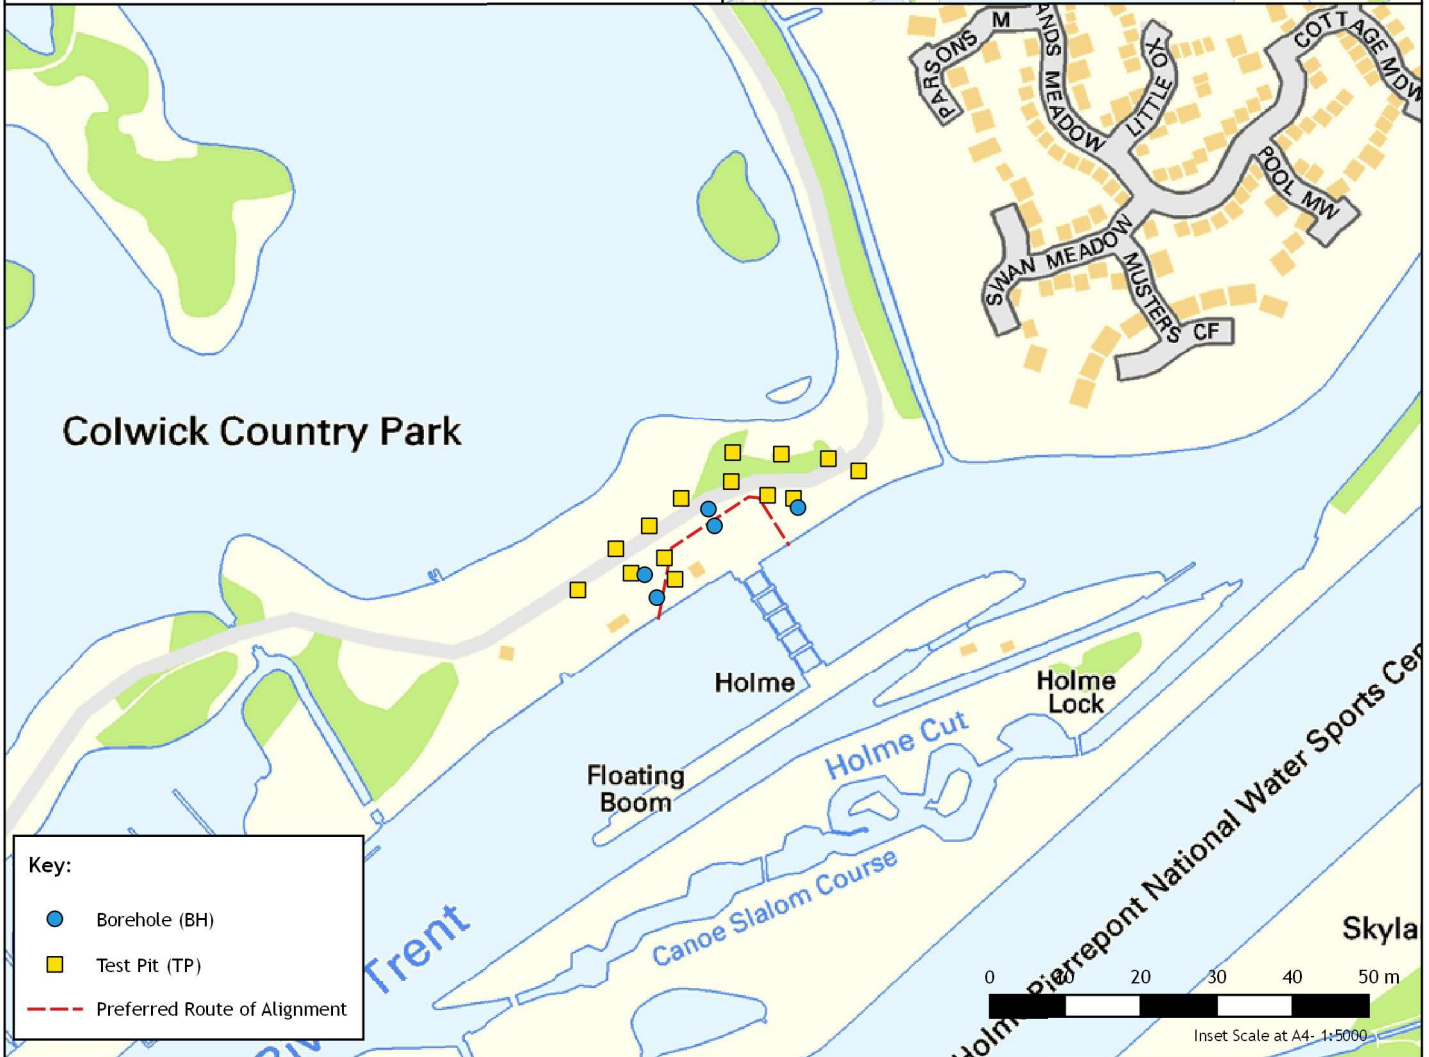 PARSONS M
ANDS MEADOW
LITTLE OX
COTTAGE MDW
POOL MW
SWAN MEADOW
MUSTERS CF
Colwick Country Park
Holme
Holme
Lock
Holme Cut
Floating
Boom
Canoe Slalom Course
Trent
Holme Pierrepont National Water Sports Cen
Skyla
Key:
Borehole (BH)
Test Pit (TP)
Preferred Route of Alignment
0 10 20 30 40 50 m
Inset Scale at A4- 1:5000